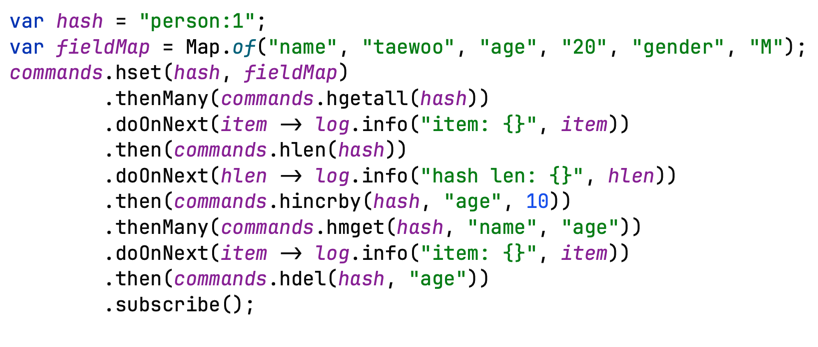 var hash = "person:1";
var fieldMap = Map.of("name", "taewoo", "age", "20", "gender", "M");
commands.hset(hash, fieldMap)
.thenMany(commands.hgetall(hash))
.doOnNext(item -> log.info("item: {}", item))
.then(commands.hlen(hash))
.doOnNext(hlen -> log.info("hash len: {}", hlen))
.then(commands.hincrby(hash, "age", 10))
.thenMany(commands.hmget(hash, "name", "age"))
.doOnNext(item -> log.info("item: {}", item))
.then(commands.hdel(hash, "age"))
.subscribe();